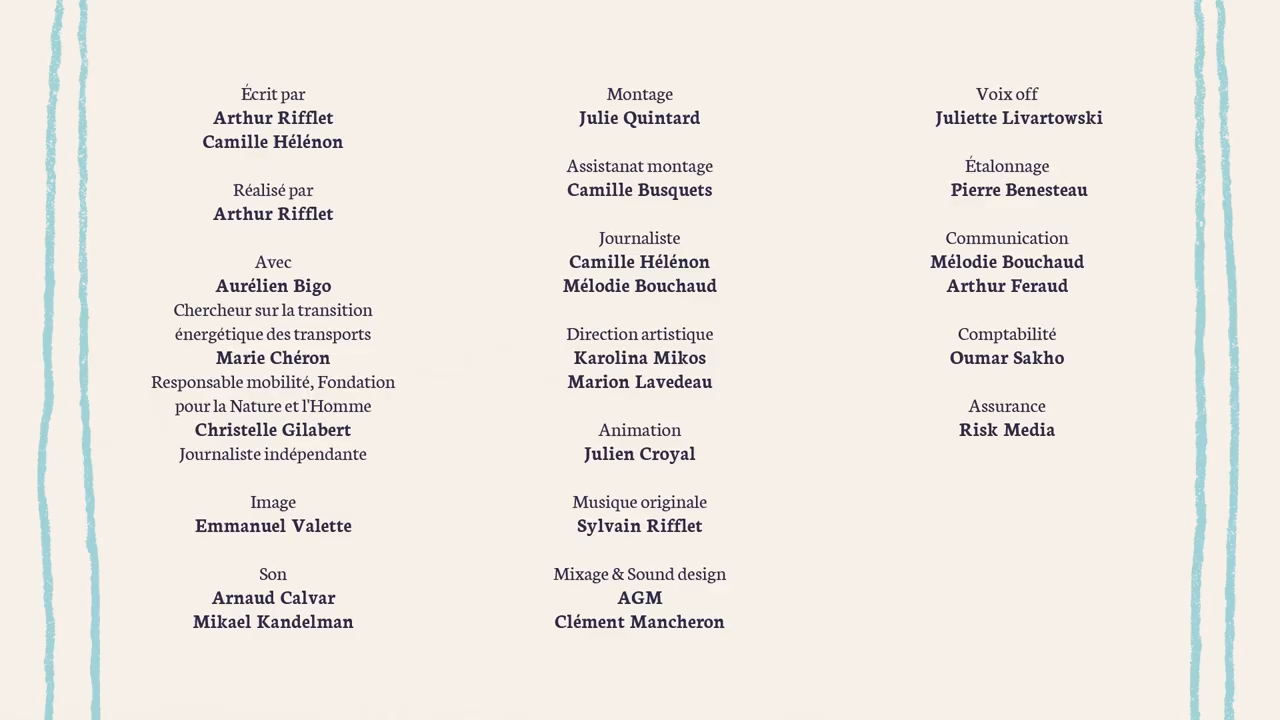 Écrit par
Arthur Rifflet
Camille Hélénon
Réalisé par
Arthur Rifflet
Avec
Aurélien Bigo
Chercheur sur la transition
énergétique des transports
Marie Chéron
Responsable mobilité, Fondation
pour la Nature et l'Homme
Christelle Gilabert
Journaliste indépendante
Image
Emmanuel Valette
Son
Arnaud Calvar
Mikael Kandelman
Montage
Julie Quintard
Assistanat montage
Camille Busquets
Journaliste
Camille Hélénon
Mélodie Bouchaud
Direction artistique
Karolina Mikos
Marion Lavedeau
Animation
Julien Croyal
Musique originale
Sylvain Rifflet
Mixage & Sound design
AGM
Clément Mancheron
Voix off
Juliette Livartowski
Étalonnage
Pierre Benesteau
Communication
Mélodie Bouchaud
Arthur Feraud
Comptabilité
Oumar Sakho
Assurance
Risk Media